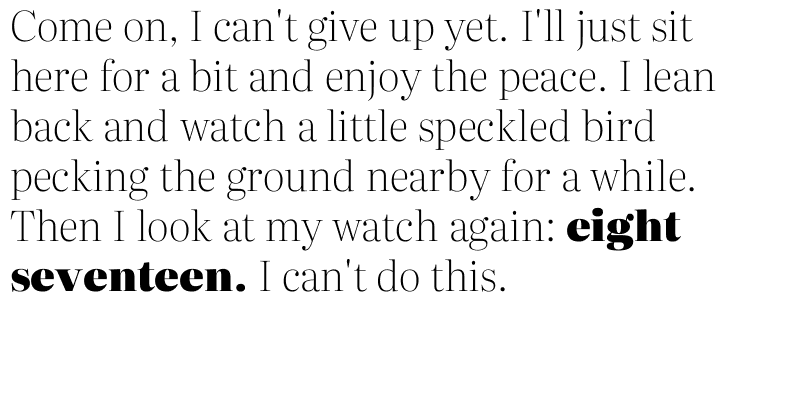 Come on, I can't give up yet. I'll just sit
here for a bit and enjoy the peace. I lean
back and watch a little speckled bird
pecking the ground nearby for a while.
Then I look at my watch again: eight
seventeen. I can't do this.